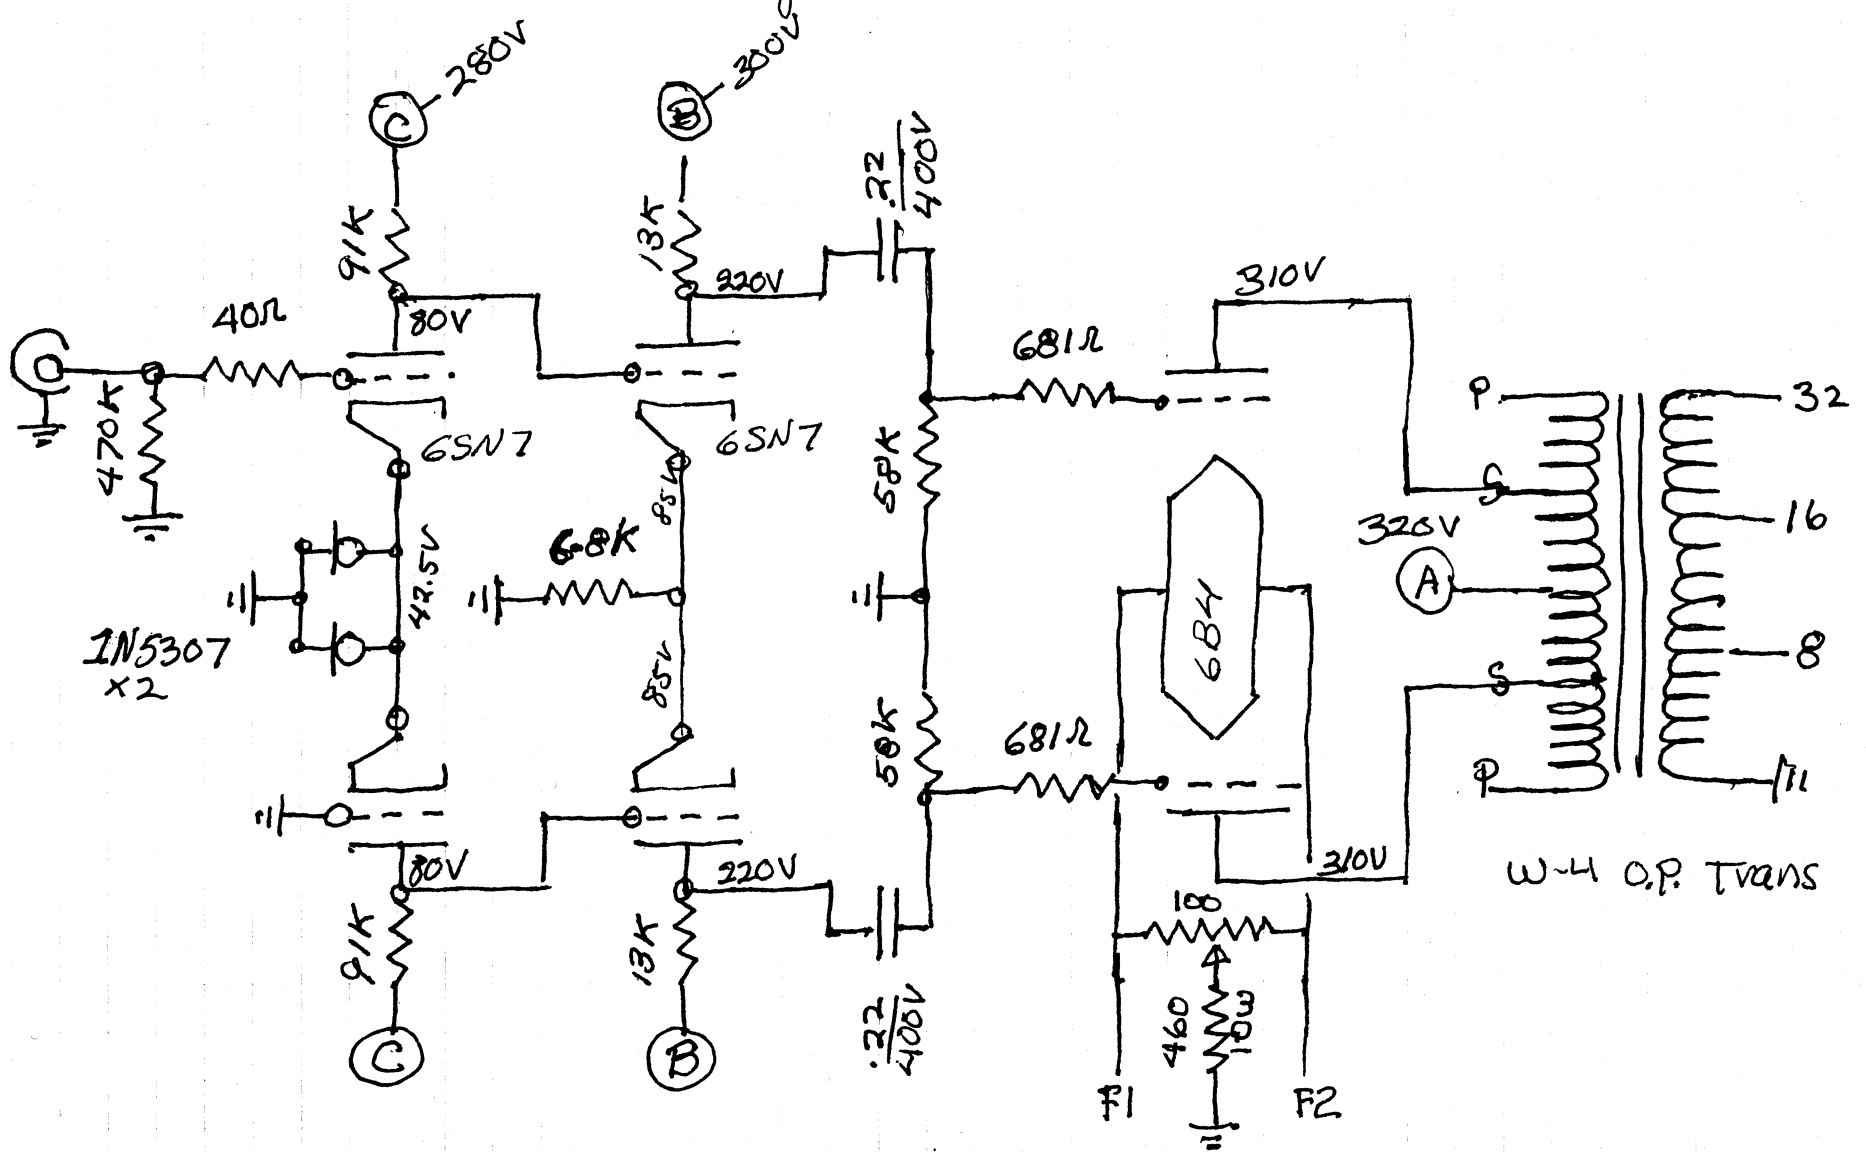 C
280V
B
300V
91K
13K
.22
400V
40Ω
80V
220V
310V
681Ω
470K
6SN7
6SN7
58K
P
32
S
16
320V
A
42.5V
85V
6.8K
1N5307
x2
6B4
85V
8
58K
681Ω
S
P
80V
220V
310V
W-4 O.P. Trans
91K
13K
100
.22
400V
460
10W
C
B
F1
F2